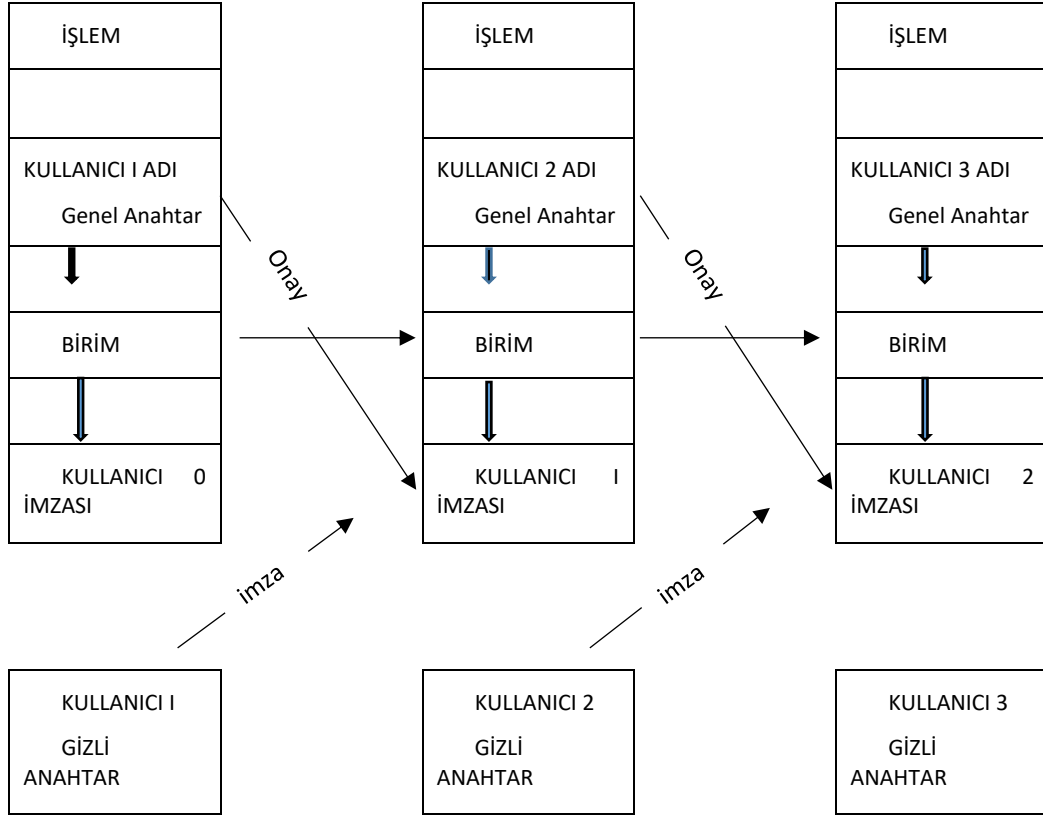 İŞLEM
KULLANICI I ADI
Genel Anahtar
BİRİM
KULLANICI 0
İMZASI
Onay
İŞLEM
KULLANICI 2 ADI
Genel Anahtar
BİRİM
KULLANICI I
İMZASI
Onay
İŞLEM
KULLANICI 3 ADI
Genel Anahtar
BİRİM
KULLANICI 2
İMZASI
imza
imza
KULLANICI I
GİZLİ
ANAHTAR
KULLANICI 2
GİZLİ
ANAHTAR
KULLANICI 3
GİZLİ
ANAHTAR